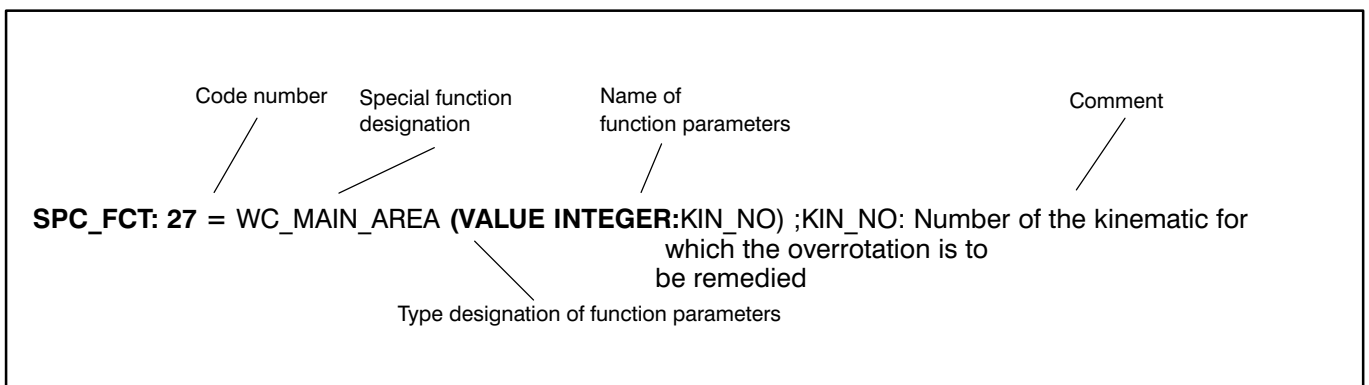 Code number
Special function
designation
Name of
function parameters
Comment
SPC_FCT: 27 = WC_MAIN_AREA (VALUE INTEGER:KIN_NO) ;KIN_NO: Number of the kinematic for
which the overrotation is to
be remedied
Type designation of function parameters